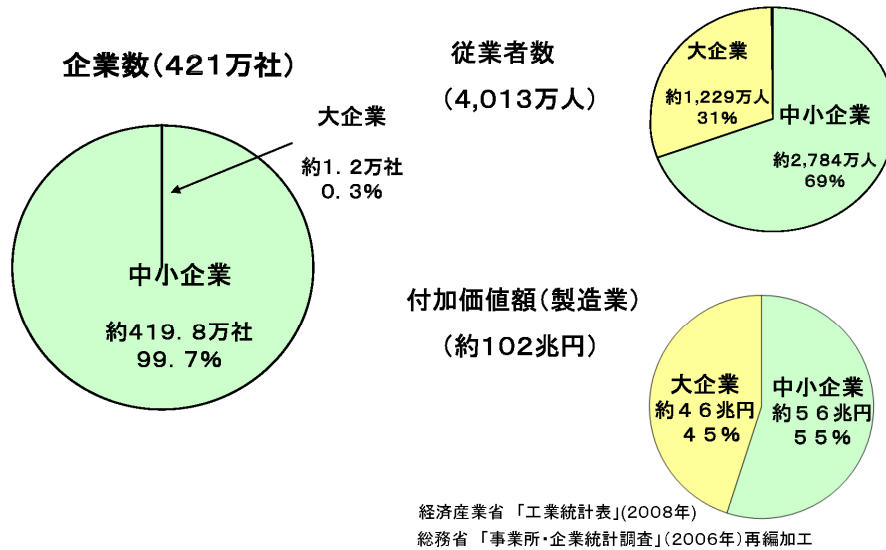 企業数(421万社)
大企業
約1.2万社
0.3%
中小企業
約419.8万社
99.7%
従業者数
(4,013万人)
大企業
約1,229万人
31%
中小企業
約2,784万人
69%
付加価値額(製造業)
(約102兆円)
大企業
約46兆円
45%
中小企業
約56兆円
55%
経済産業省「工業統計表」(2008年)
総務省「事業所・企業統計調査」(2006年)再編加工